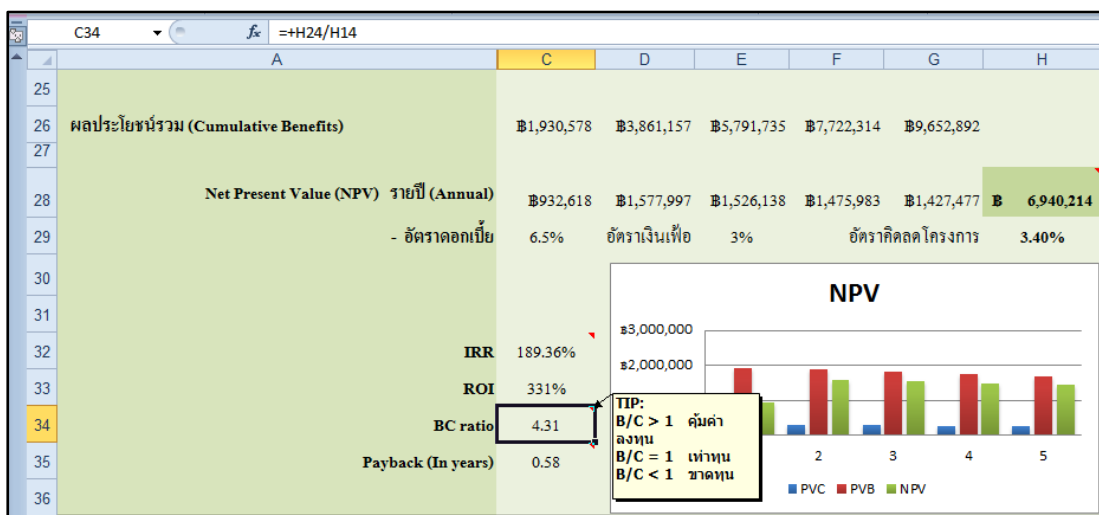 C34 fx =+H24/H14
A C D E F G H
25
26 ผลประโยชน์รวม (Cumulative Benefits) ฿1,930,578 ฿3,861,157 ฿5,791,735 ฿7,722,314 ฿9,652,892
27
28 Net Present Value (NPV) รายปี (Annual) ฿932,618 ฿1,577,997 ฿1,526,138 ฿1,475,983 ฿1,427,477 ฿ 6,940,214
29 - อัตราดอกเบี้ย 6.5% อัตราเงินเฟ้อ 3% อัตราคิดลดโครงการ 3.40%
30
NPV
31
฿3,000,000
32 IRR 189.36%
฿2,000,000
33 ROI 331%
34 BC ratio 4.31
TIP:
B/C > 1 คุ้มค่า
ลงทุน
B/C = 1 เท่าทุน
B/C < 1 ขาดทุน
35 Payback (In years) 0.58
2 3 4 5
36
PVC PVB NPV